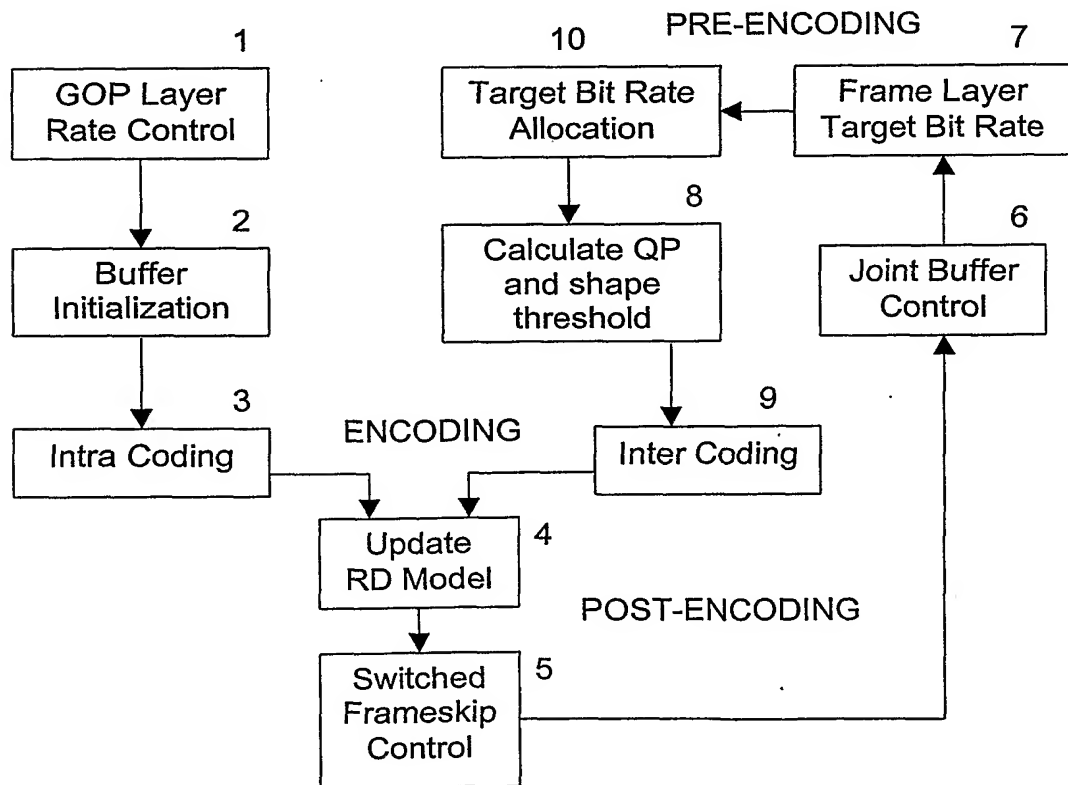 PRE-ENCODING
1
GOP Layer
Rate Control
10
Target Bit Rate
Allocation
7
Frame Layer
Target Bit Rate
2
Buffer
Initialization
8
Calculate QP
and shape
threshold
6
Joint Buffer
Control
3
Intra Coding
ENCODING
9
Inter Coding
4
Update
RD Model
POST-ENCODING
5
Switched
Frameskip
Control